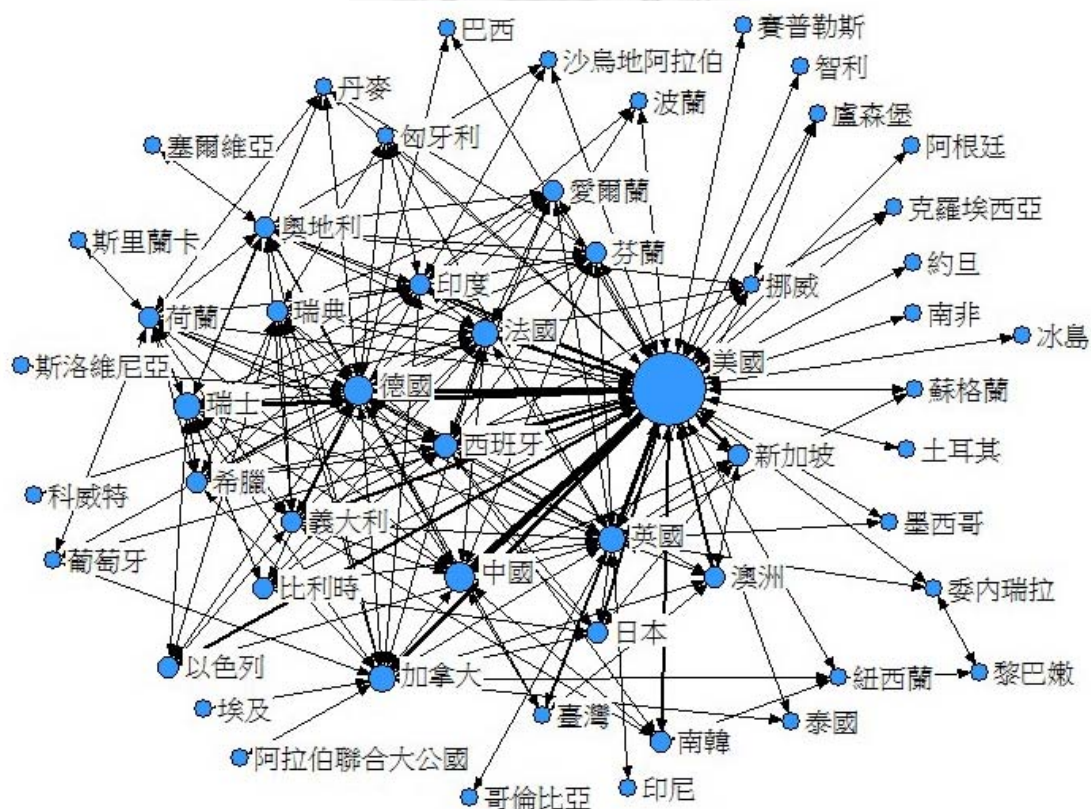 巴西
賽普勒斯
沙烏地阿拉伯
智利
丹麥
波蘭
盧森堡
匈牙利
塞爾維亞
阿根廷
愛爾蘭
克羅埃西亞
奧地利
斯里蘭卡
芬蘭
約旦
印度
挪威
荷蘭
瑞典
南非
法國
冰島
美國
斯洛維尼亞
德國
蘇格蘭
瑞士
西班牙
土耳其
新加坡
希臘
科威特
義大利
墨西哥
英國
葡萄牙
中國
澳洲
比利時
委內瑞拉
日本
以色列
加拿大
紐西蘭
黎巴嫩
埃及
臺灣
泰國
南韓
阿拉伯聯合大公國
印尼
哥倫比亞